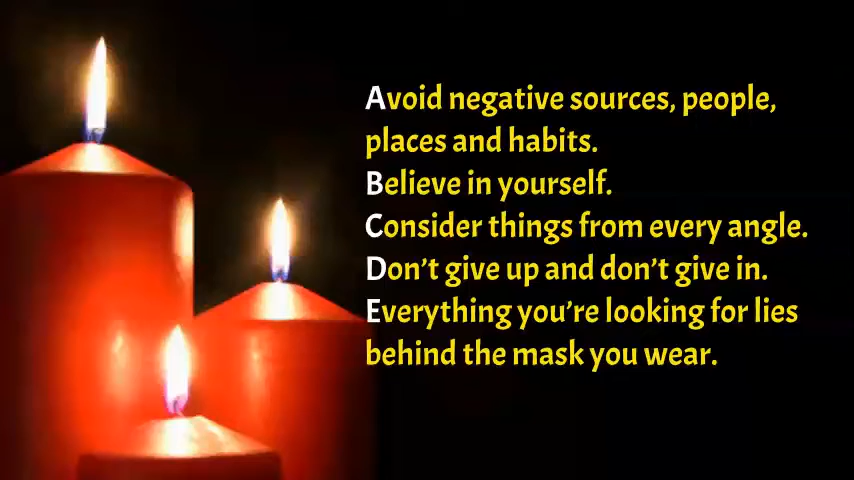 Avoid negative sources, people,
places and habits.
Believe in yourself.
Consider things from every angle.
Don’t give up and don’t give in.
Everything you’re looking for lies
behind the mask you wear.